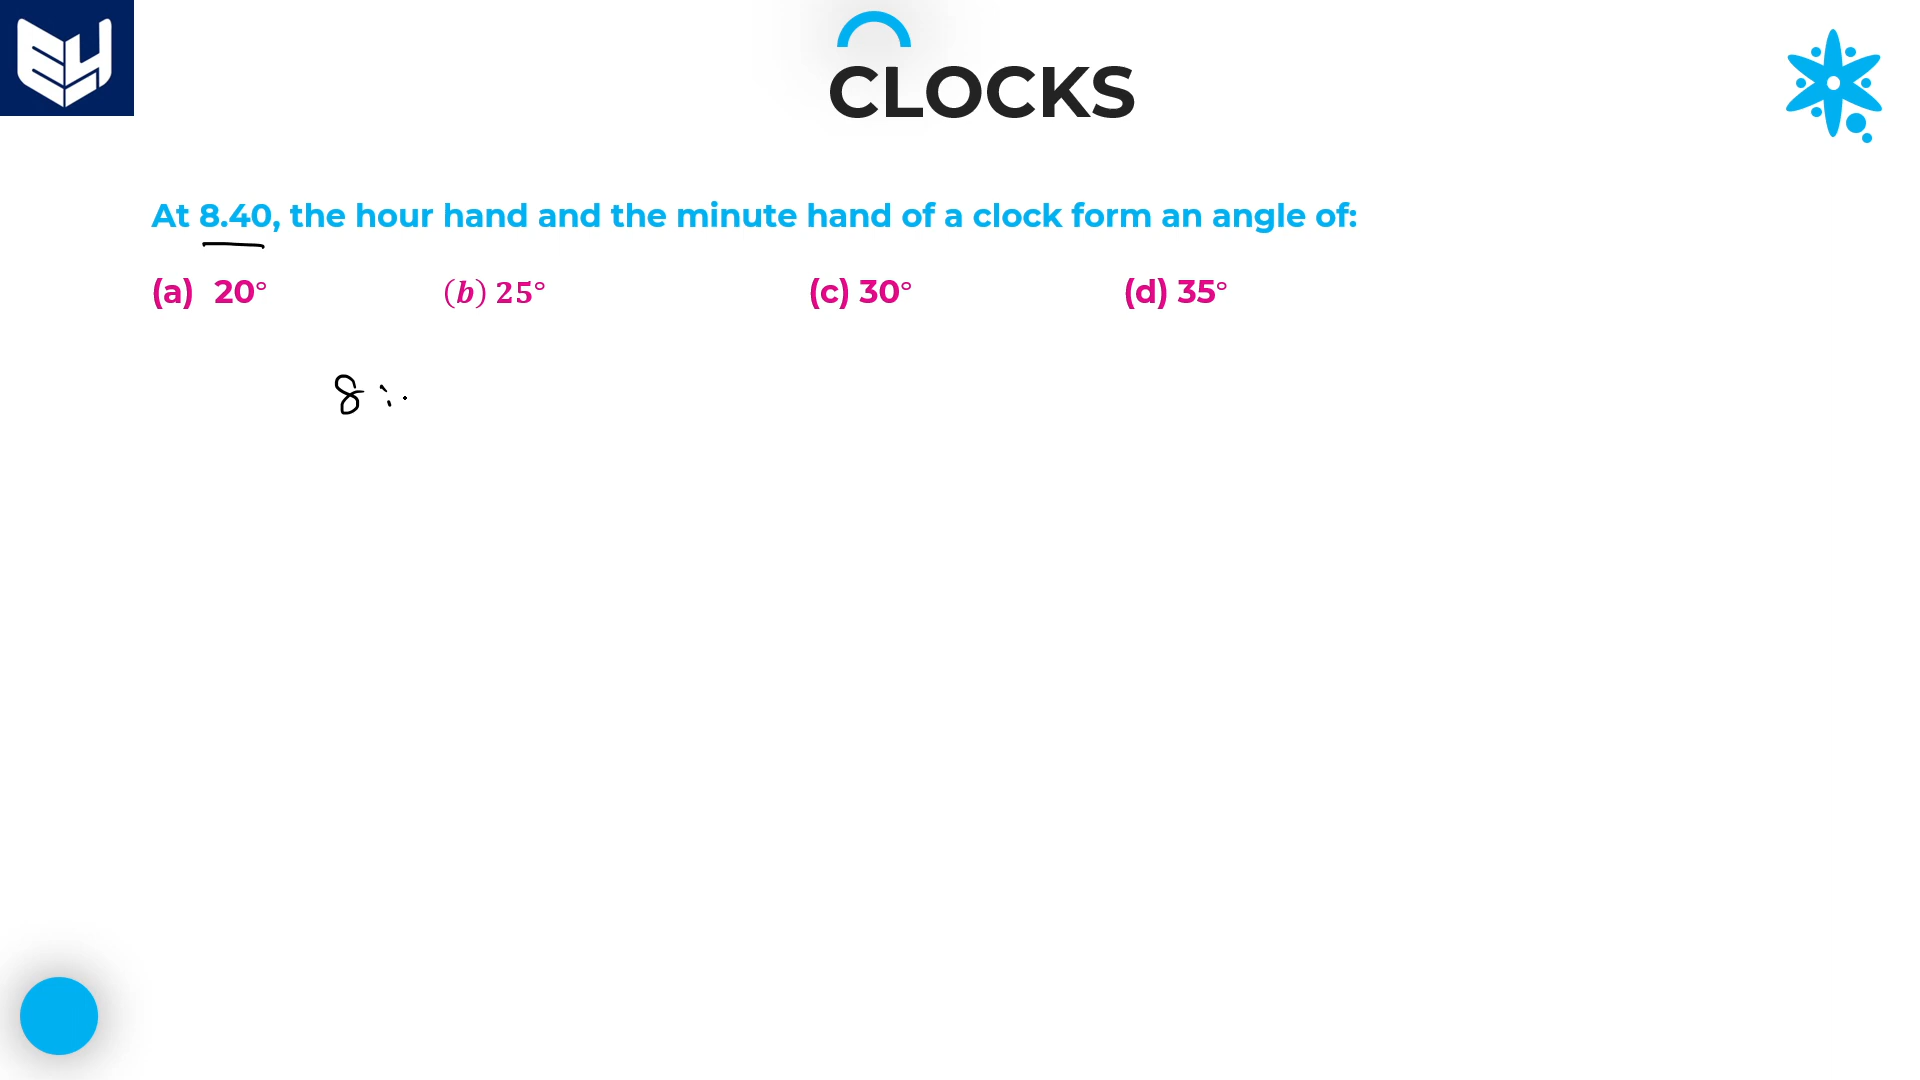 CLOCKS
At 8.40, the hour hand and the minute hand of a clock form an angle of:
(a) 20° (b) 25° (c) 30° (d) 35°
8 :